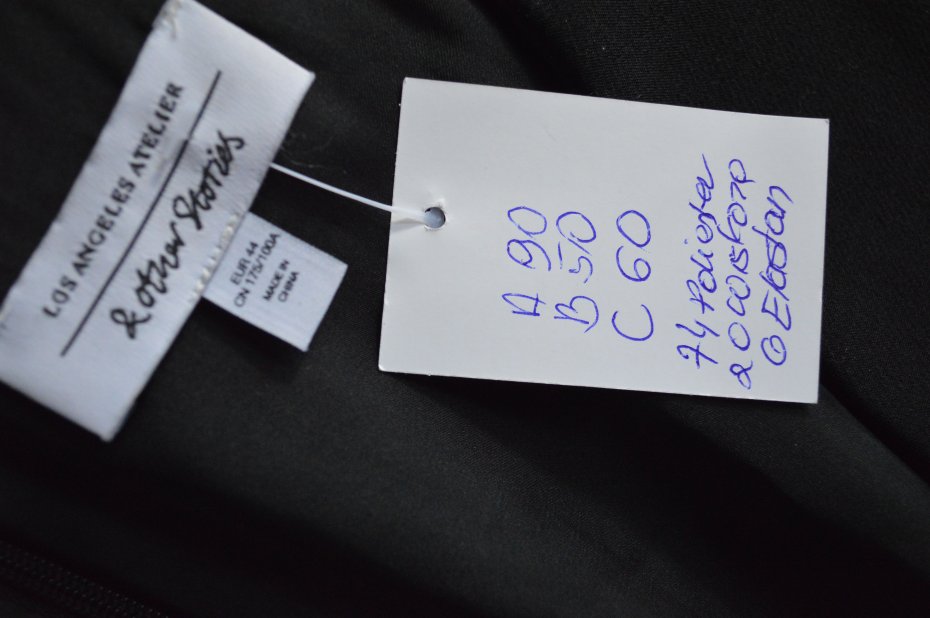 LOS ANGELES ATELIER
& other Stories
EUR 44
CN 175/100A
MADE IN
CHINA
A 90
B 50
C 60
74 Poliester
20
6 Elastan